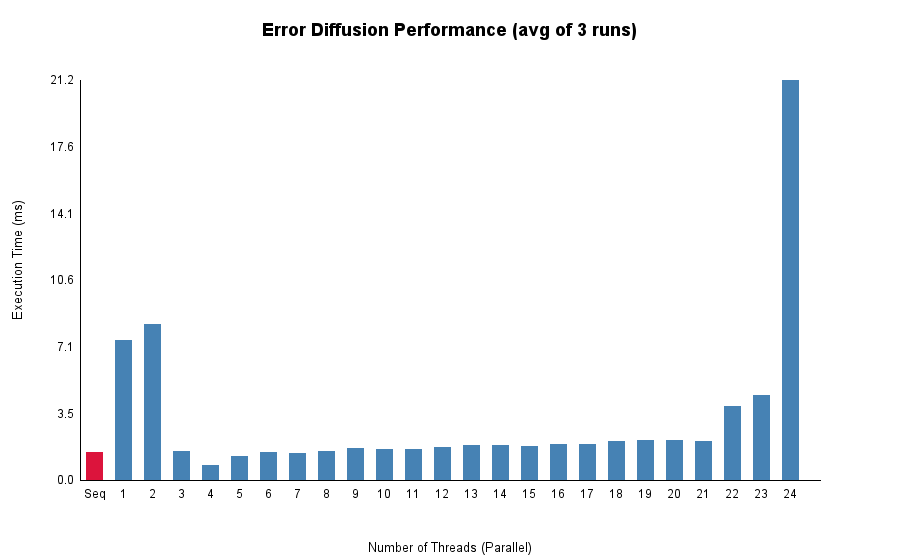 Error Diffusion Performance (avg of 3 runs)
21.2
17.6
14.1
10.6
7.1
3.5
0.0
Execution Time (ms)
Seq 1 2 3 4 5 6 7 8 9 10 11 12 13 14 15 16 17 18 19 20 21 22 23 24
Number of Threads (Parallel)